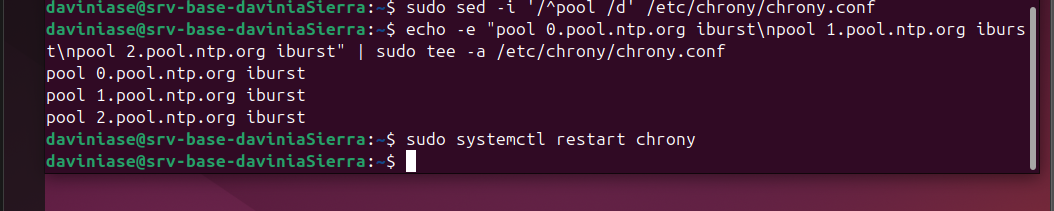 daviniase@srv-base-daviniaSierra:~$ sudo sed -i '/^pool /d' /etc/chrony/chrony.conf
daviniase@srv-base-daviniaSierra:~$ echo -e "pool 0.pool.ntp.org iburst\npool 1.pool.ntp.org iburs
t\npool 2.pool.ntp.org iburst" | sudo tee -a /etc/chrony/chrony.conf
pool 0.pool.ntp.org iburst
pool 1.pool.ntp.org iburst
pool 2.pool.ntp.org iburst
daviniase@srv-base-daviniaSierra:~$ sudo systemctl restart chrony
daviniase@srv-base-daviniaSierra:~$